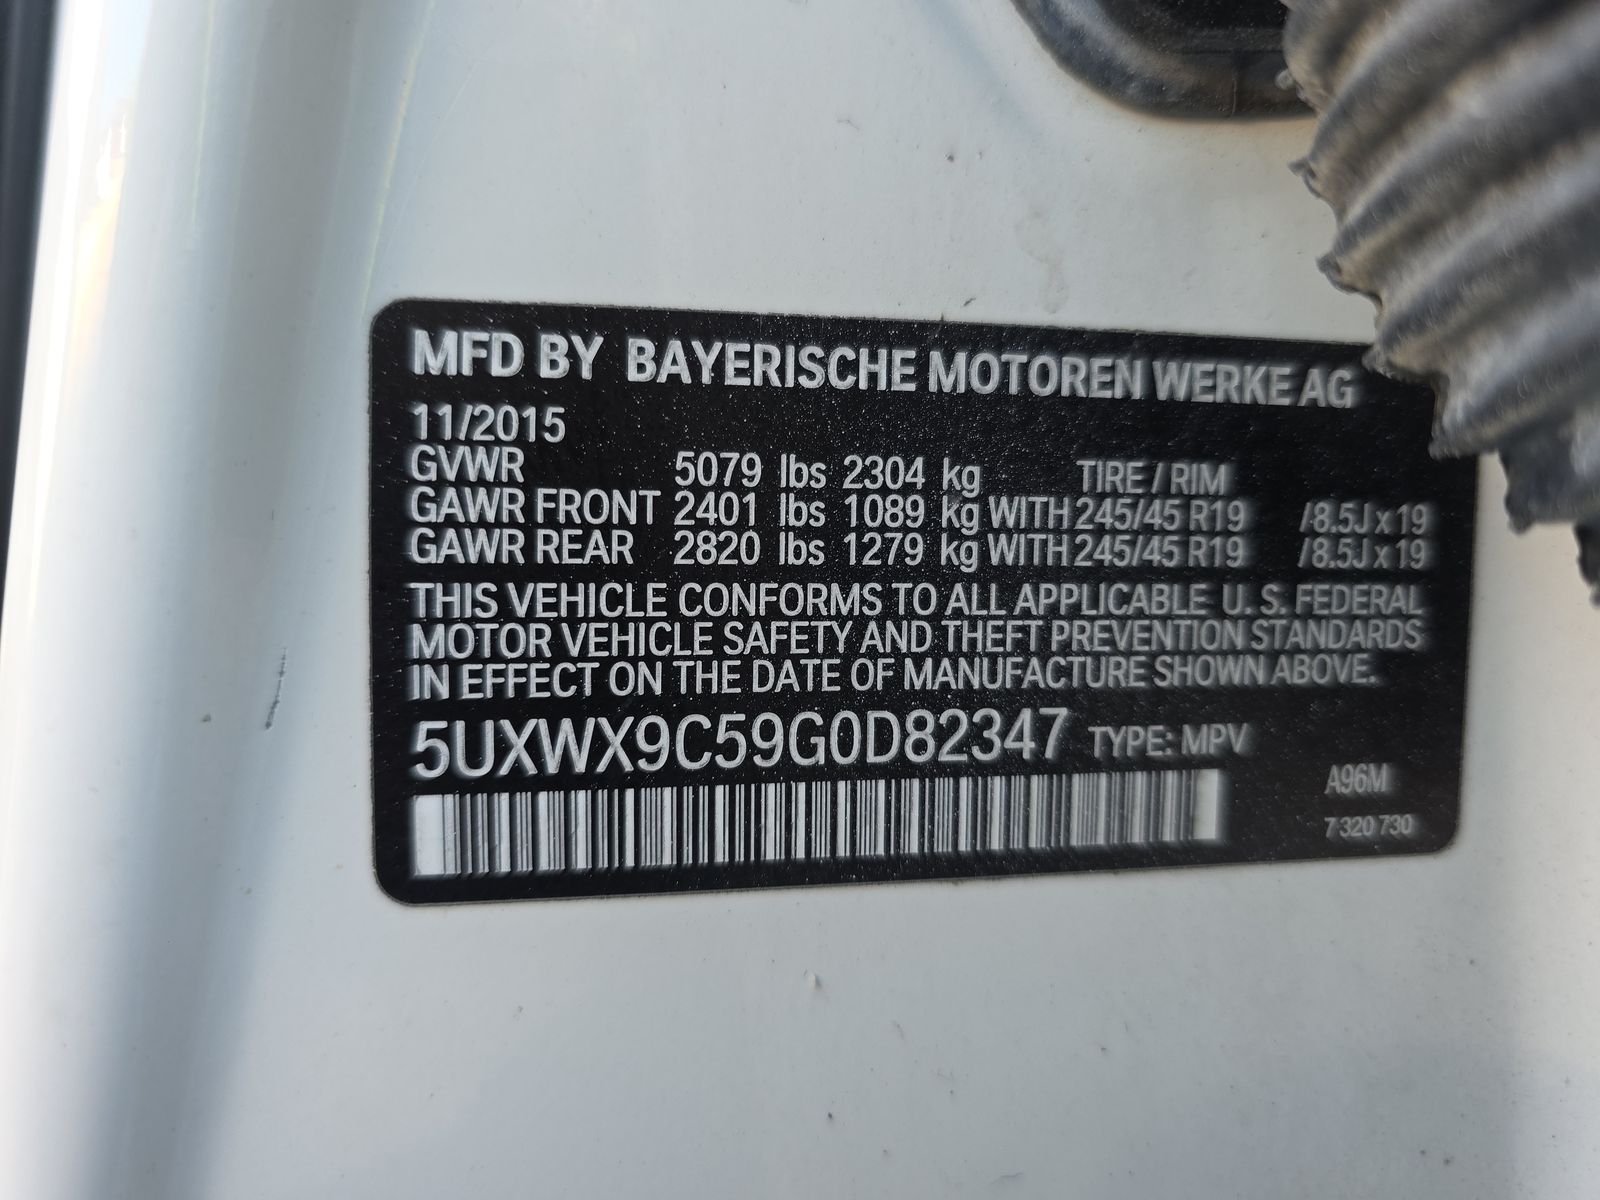 MFD BY BAYERISCHE MOTOREN WERKE AG
11/2015
GVWR 5079 lbs 2304 kg TIRE / RIM
GAWR FRONT 2401 lbs 1089 kg WITH 245/45 R19 /8.5J x 19
GAWR REAR 2820 lbs 1279 kg WITH 245/45 R19 /8.5J x 19
THIS VEHICLE CONFORMS TO ALL APPLICABLE U. S. FEDERAL
MOTOR VEHICLE SAFETY AND THEFT PREVENTION STANDARDS
IN EFFECT ON THE DATE OF MANUFACTURE SHOWN ABOVE.
5UXWX9C59G0D82347 TYPE: MPV
A96M
7 320 730